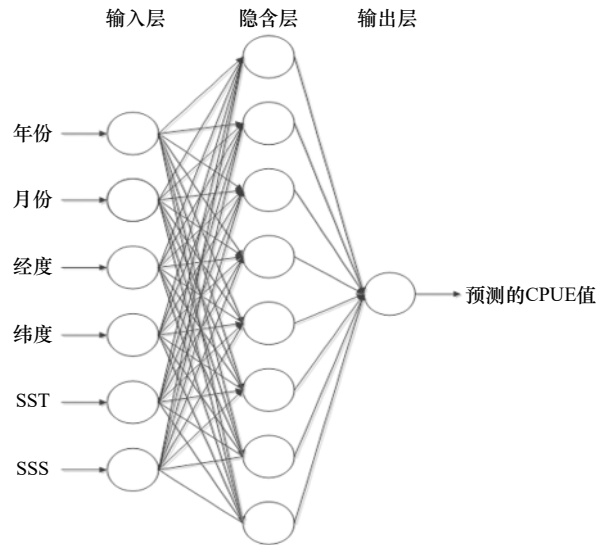 输入层 隐含层 输出层
年份
月份
经度
预测的CPUE值
纬度
SST
SSS